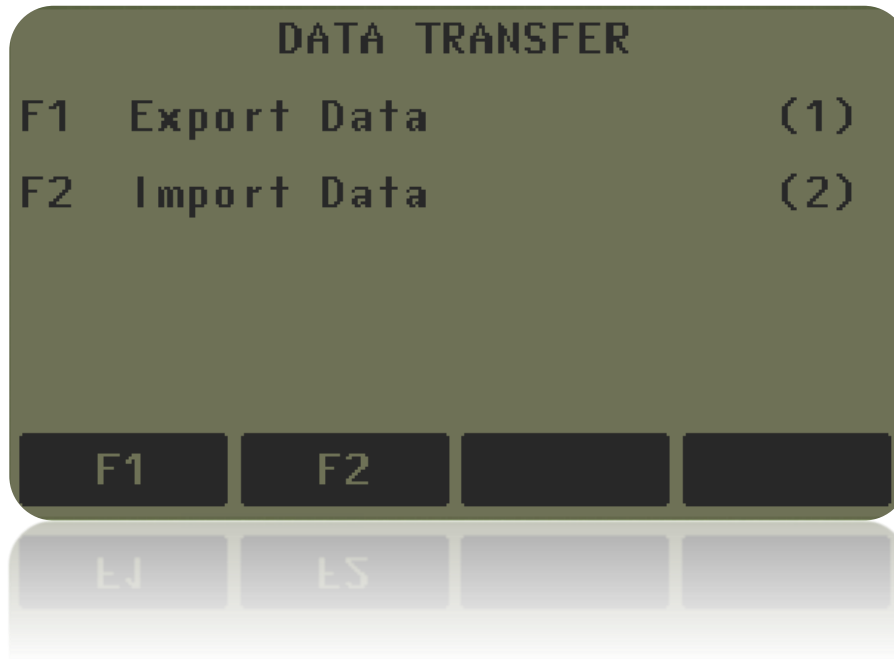 DATA TRANSFER
F1 Export Data (1)
F2 Import Data (2)
F1 F2